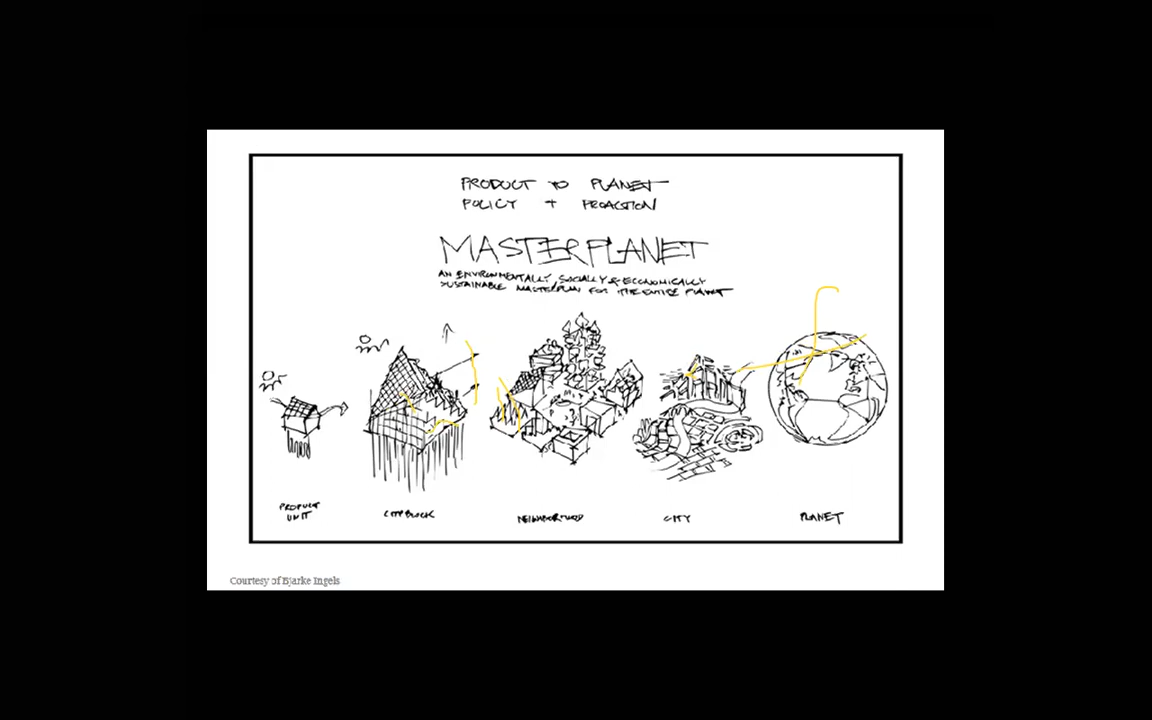 PRODUCT TO PLANET
POLICY + PROACTION
MASTERPLANET
AN ENVIRONMENTALLY, SOCIALLY & ECONOMICALLY
SUSTAINABLE MASTERPLAN FOR THE ENTIRE PLANET
PRODUCT
UNIT
CITY BLOCK
NEIGHBORHOOD
CITY
PLANET
Courtesy of Bjarke Ingels